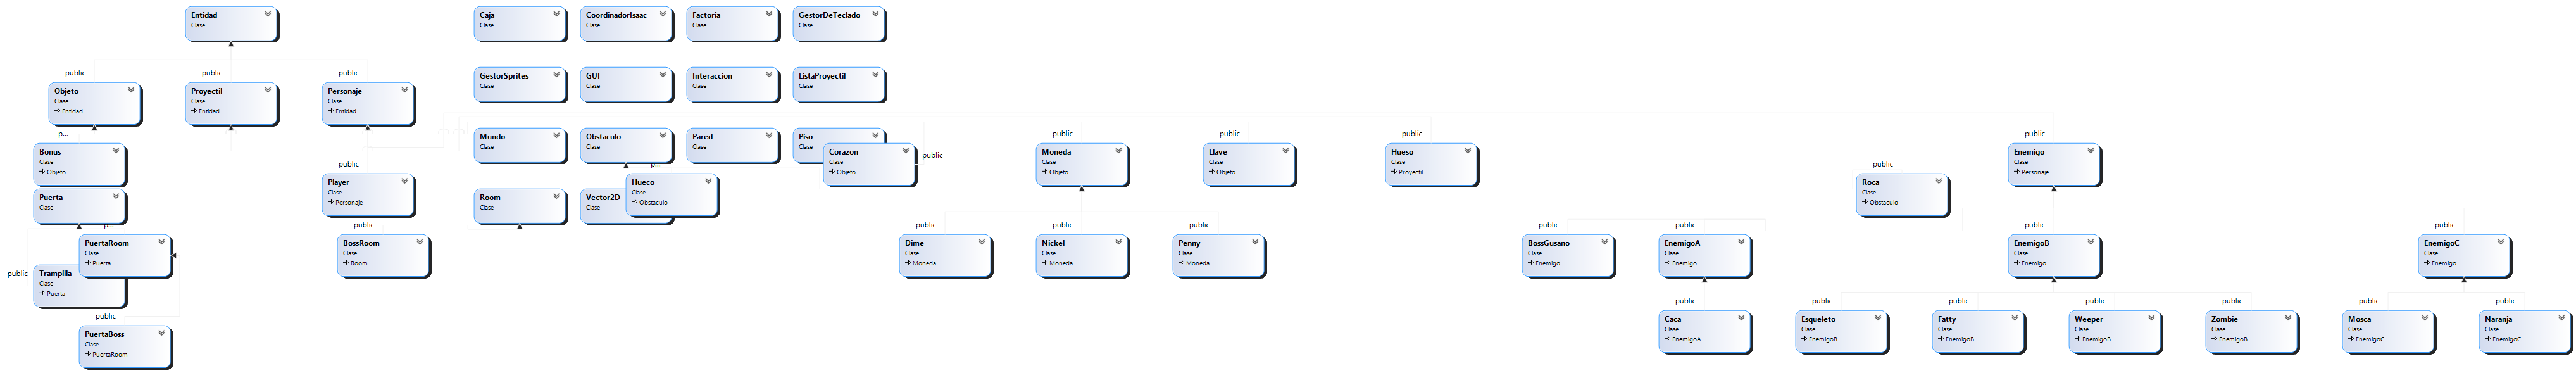 Entidad
Clase
Caja
Clase
CoordinadorIsaac
Clase
Factoria
Clase
GestorDeTeclado
Clase
public
public
public
GestorSprites
Clase
GUI
Clase
Interaccion
Clase
ListaProyectil
Clase
Objeto
Clase
Entidad
Proyectil
Clase
Entidad
Personaje
Clase
Entidad
p...
Mundo
Clase
Obstaculo
Clase
Pared
Clase
Piso
Clase
public
public
public
public
Bonus
Clase
Objeto
Corazon
Clase
Objeto
public
Moneda
Clase
Objeto
Llave
Clase
Objeto
Hueso
Clase
Proyectil
Enemigo
Clase
Personaje
public
p...
public
Player
Clase
Personaje
Hueco
Clase
Obstaculo
Roca
Clase
Obstaculo
Puerta
Clase
Room
Clase
Vector2D
Clase
p...
public
public
public
public
public
public
public
public
PuertaRoom
Clase
Puerta
BossRoom
Clase
Room
Dime
Clase
Moneda
Nickel
Clase
Moneda
Penny
Clase
Moneda
BossGusano
Clase
Enemigo
EnemigoA
Clase
Enemigo
EnemigoB
Clase
Enemigo
EnemigoC
Clase
Enemigo
public
Trampilla
Clase
Puerta
public
public
public
public
public
public
public
public
PuertaBoss
Clase
PuertaRoom
Caca
Clase
EnemigoA
Esqueleto
Clase
EnemigoB
Fatty
Clase
EnemigoB
Weeper
Clase
EnemigoB
Zombie
Clase
EnemigoB
Mosca
Clase
EnemigoC
Naranja
Clase
EnemigoC